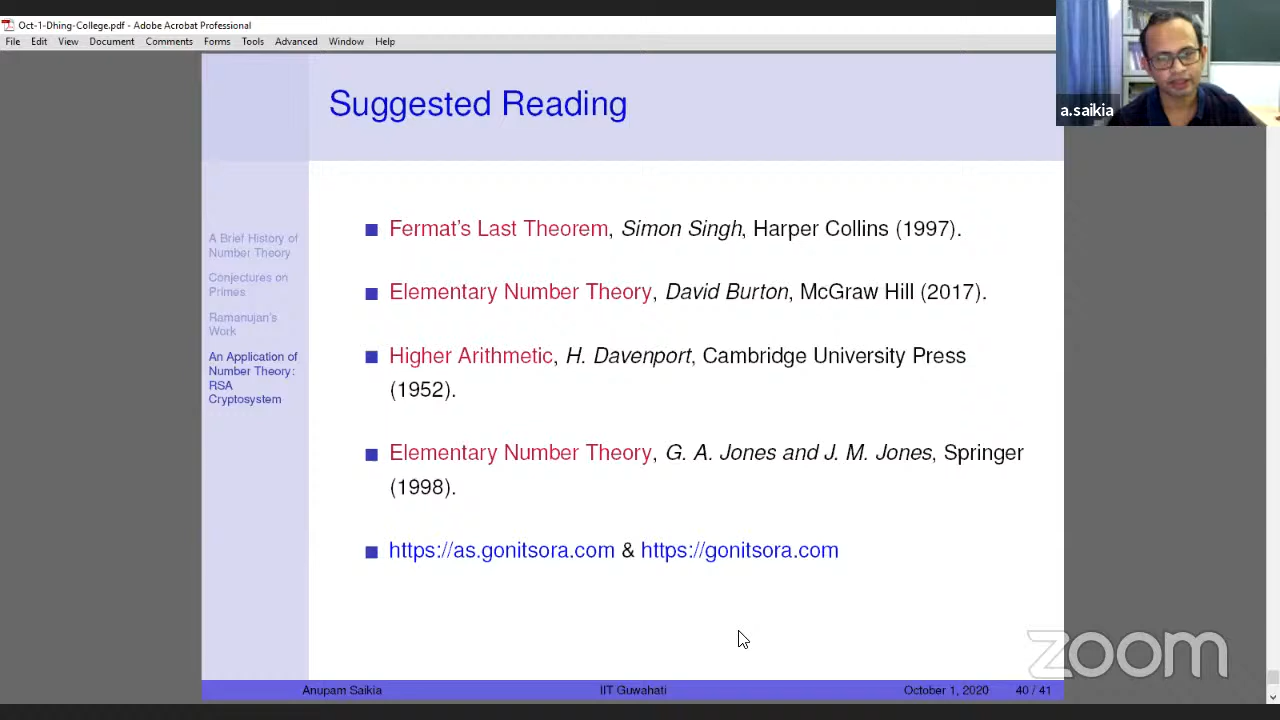 Oct-1-Dhing-College.pdf - Adobe Acrobat Professional
File Edit View Document Comments Forms Tools Advanced Window Help
a.saikia
Suggested Reading
A Brief History of
Number Theory
Conjectures on
Primes
Ramanujan's
Work
An Application of
Number Theory:
RSA
Cryptosystem
Fermat's Last Theorem, Simon Singh, Harper Collins (1997).
Elementary Number Theory, David Burton, McGraw Hill (2017).
Higher Arithmetic, H. Davenport, Cambridge University Press
(1952).
Elementary Number Theory, G. A. Jones and J. M. Jones, Springer
(1998).
https://as.gonitsora.com & https://gonitsora.com
zoom
Anupam Saikia IIT Guwahati October 1, 2020 40 / 41